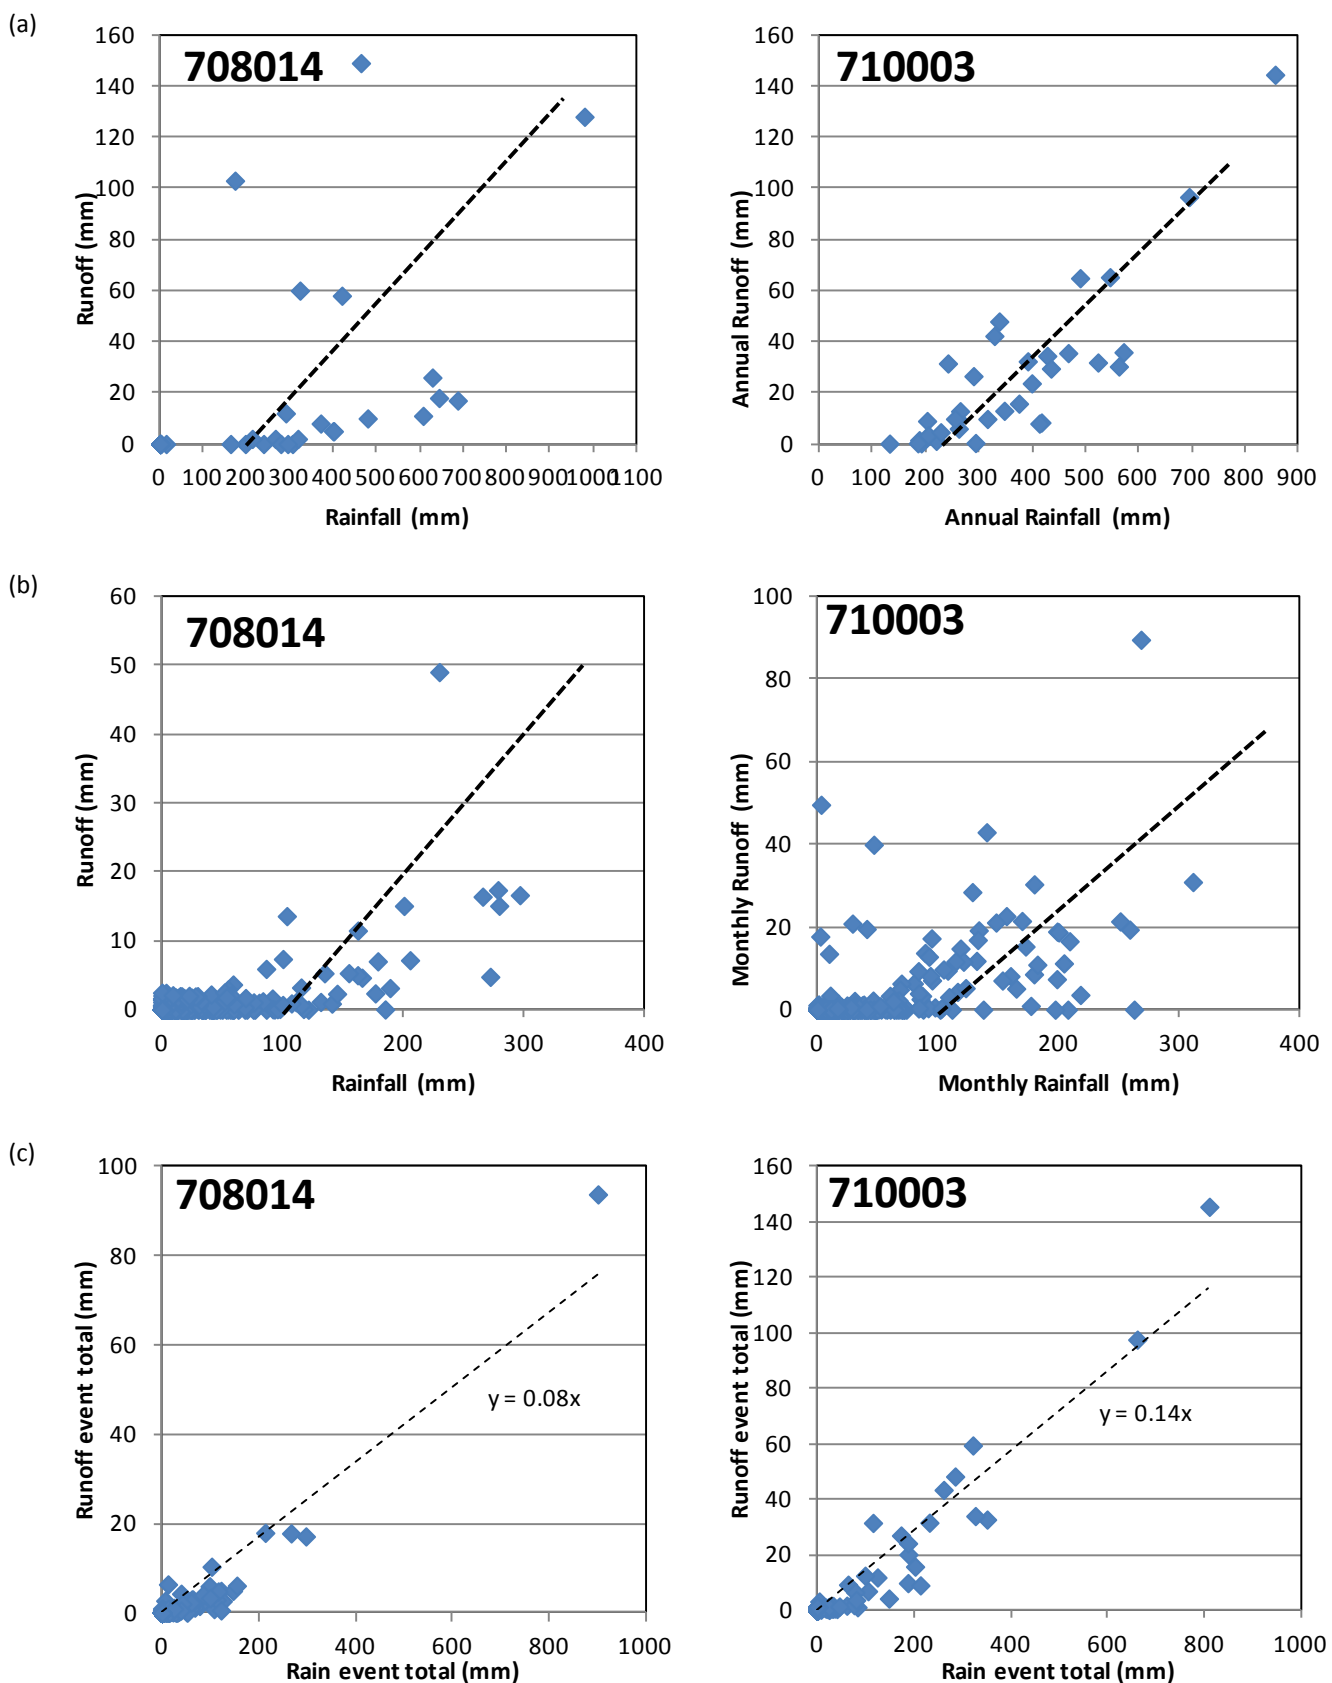 (a)
708014
160
140
120
100
80
60
40
20
0
Runoff (mm)
0 100 200 300 400 500 600 700 800 900 1000 1100
Rainfall (mm)
710003
160
140
120
100
80
60
40
20
0
Annual Runoff (mm)
0 100 200 300 400 500 600 700 800 900
Annual Rainfall (mm)
(b)
708014
60
50
40
30
20
10
0
Runoff (mm)
0 100 200 300 400
Rainfall (mm)
710003
100
80
60
40
20
0
Monthly Runoff (mm)
0 100 200 300 400
Monthly Rainfall (mm)
(c)
708014
100
80
60
40
20
0
Runoff event total (mm)
y = 0.08x
0 200 400 600 800 1000
Rain event total (mm)
710003
160
140
120
100
80
60
40
20
0
Runoff event total (mm)
y = 0.14x
0 200 400 600 800 1000
Rain event total (mm)